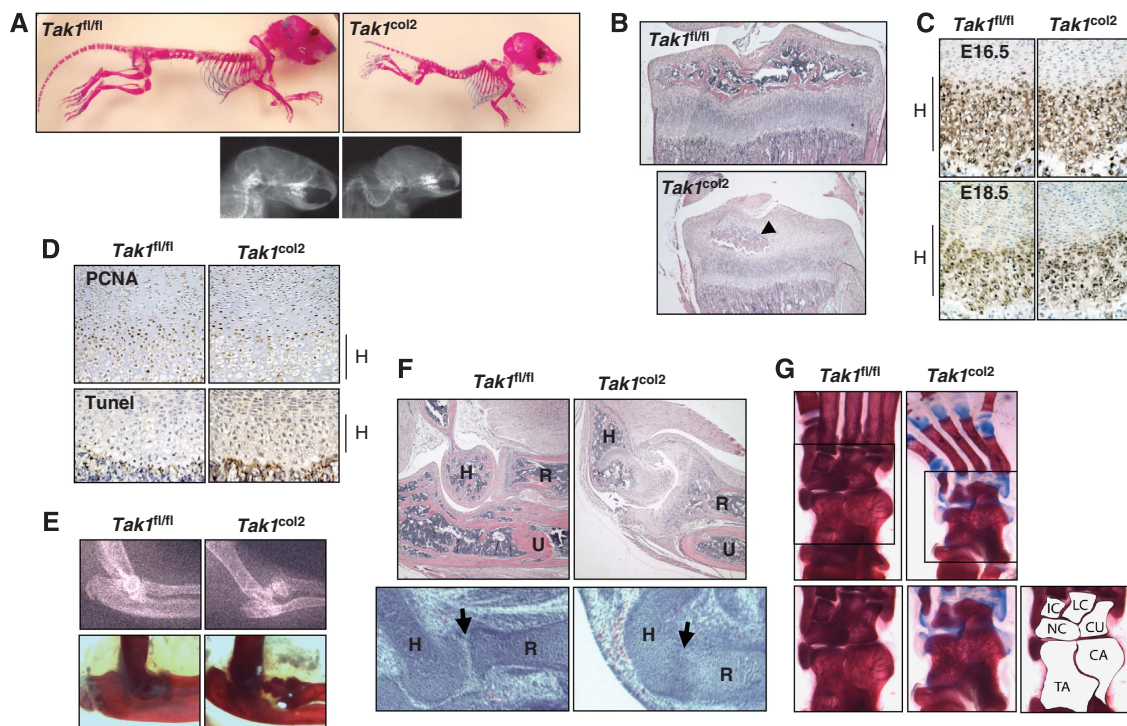 A
Tak1fl/fl
Tak1col2
B
Tak1fl/fl
Tak1col2
C
Tak1fl/fl
Tak1col2
E16.5
H
E18.5
H
D
Tak1fl/fl
Tak1col2
PCNA
H
Tunel
H
E
Tak1fl/fl
Tak1col2
F
Tak1fl/fl
Tak1col2
H
R
U
H
R
U
H
R
H
R
G
Tak1fl/fl
Tak1col2
IC
LC
NC
CU
CA
TA